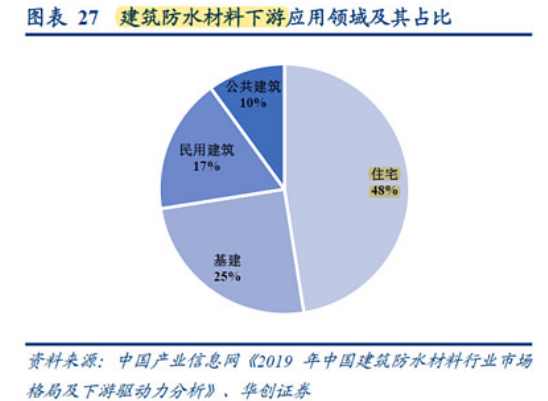 图表 27 建筑防水材料下游应用领域及其占比
公共建筑
10%
民用建筑
17%
住宅
48%
基建
25%
资料来源：中国产业信息网《2019 年中国建筑防水材料行业市场
格局及下游驱动力分析》、华创证券